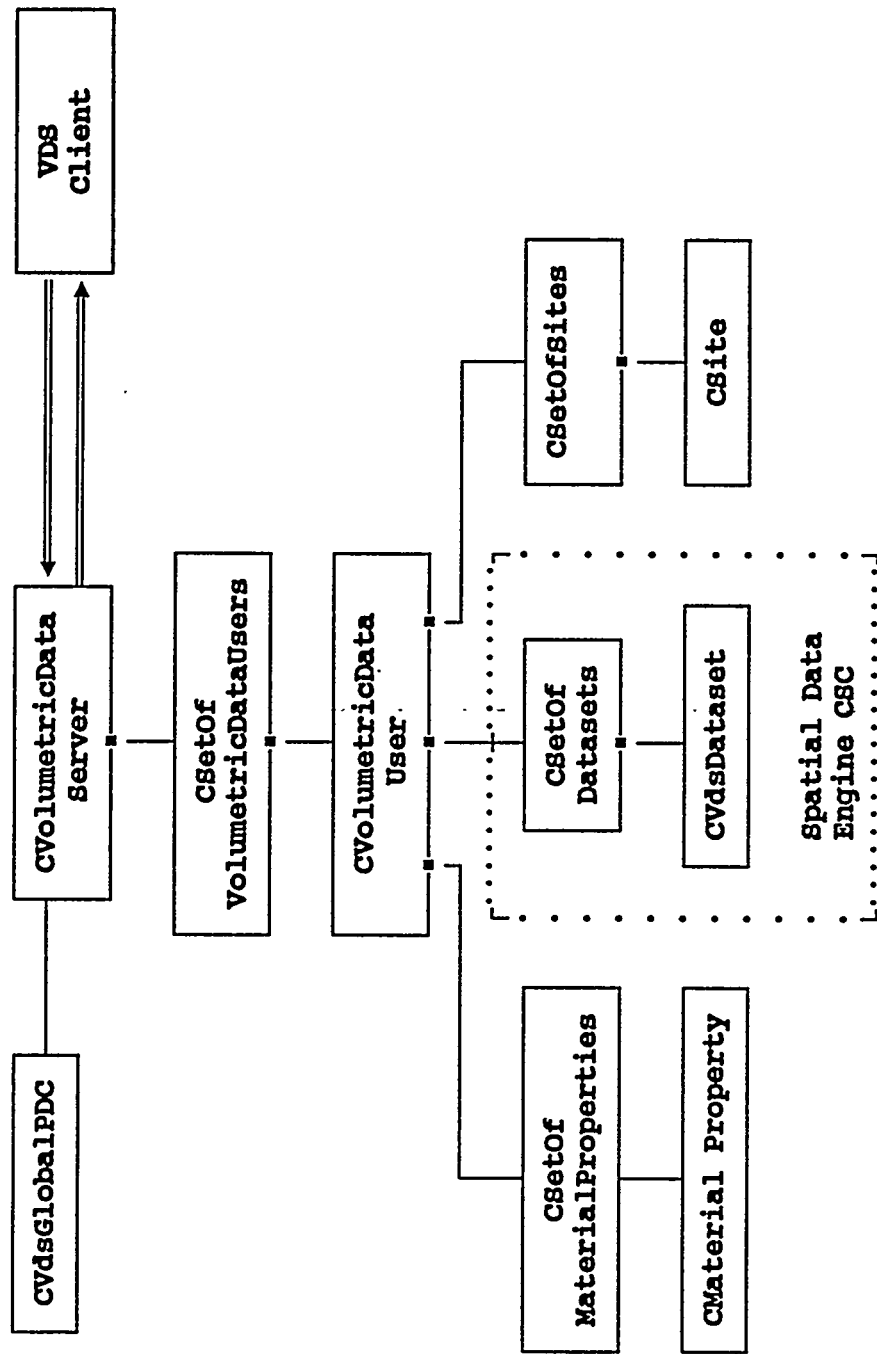 CVdsGlobalPDC
CVolumetricData
Server
VDS
Client
CSetOf
VolumetricDataUsers
CVolumetricData
User
CSetOf
MaterialProperties
CSetOf
Datasets
CSetOfSites
CMaterial Property
CVdsDataset
CSite
Spatial Data
Engine CSC